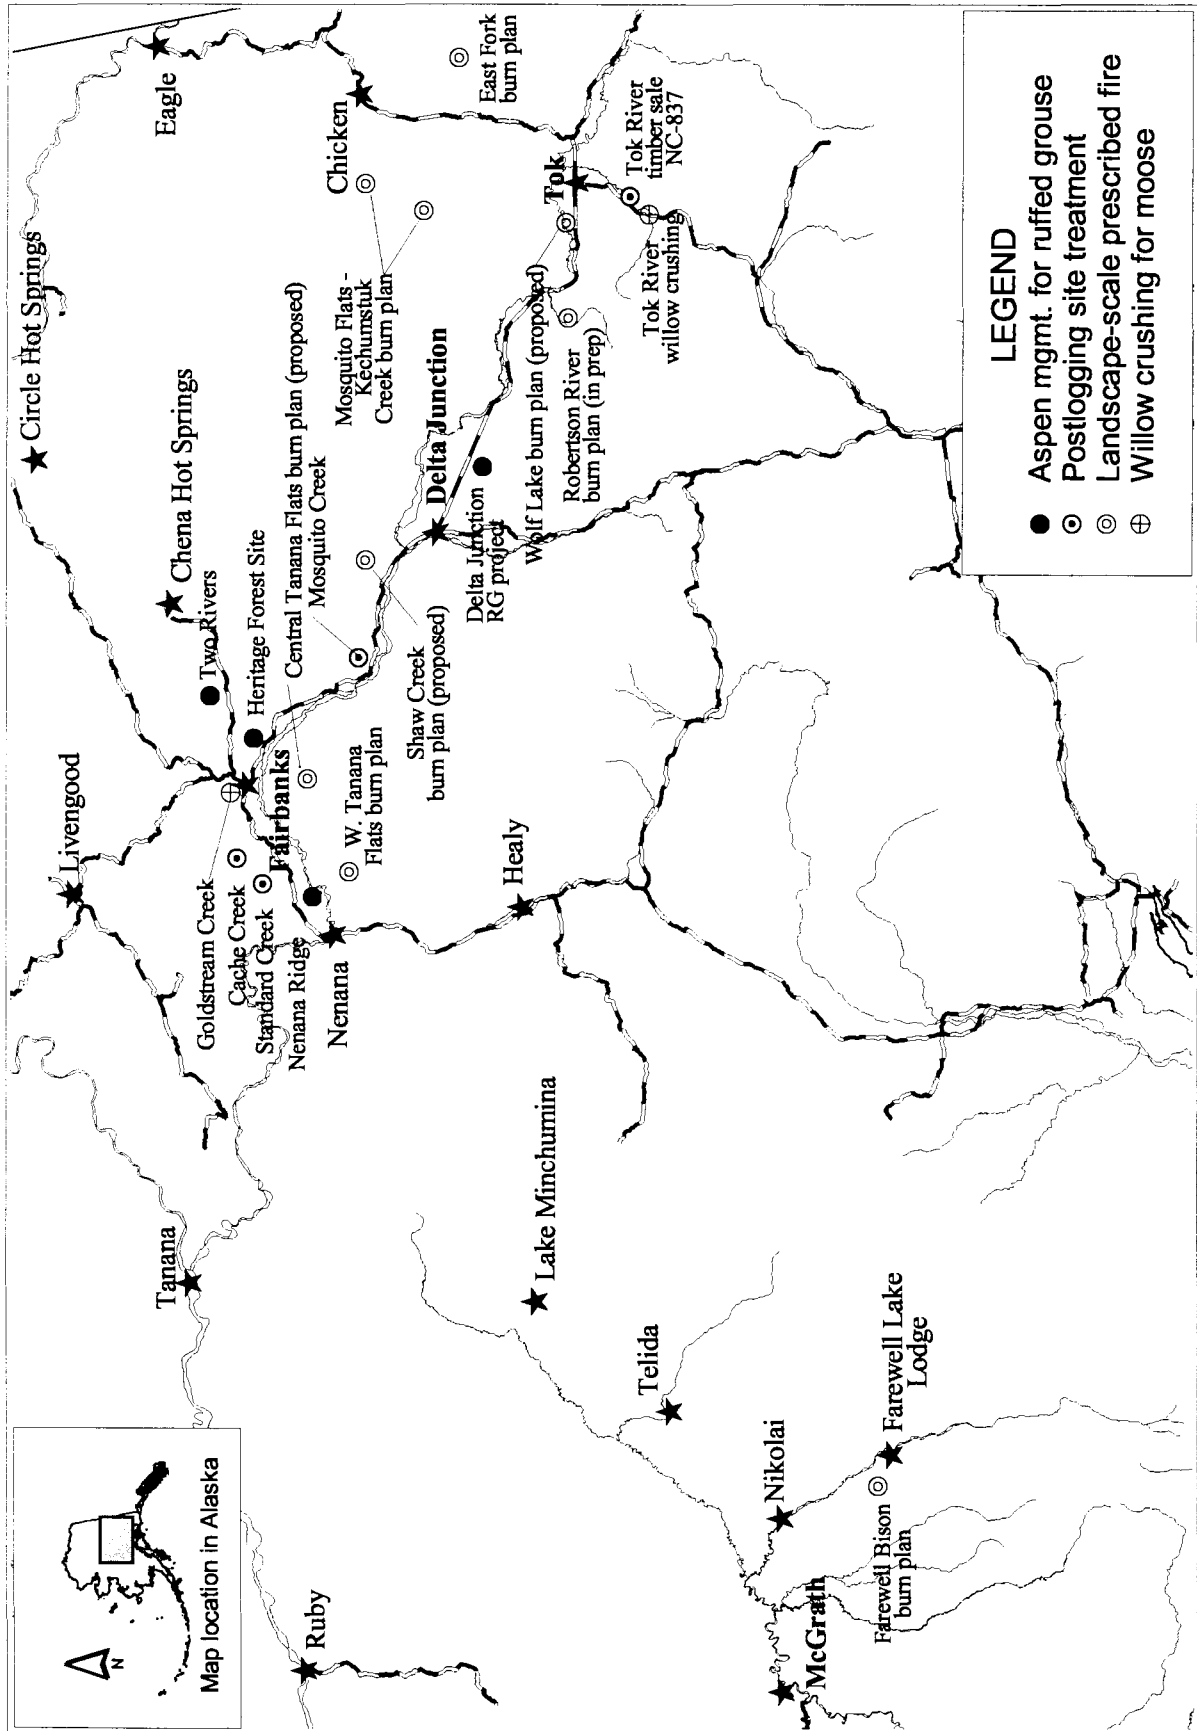 Map location in Alaska
N
Ruby
McGrath
Nikolai
Farewell Lake
Lodge
Farewell Bison
burn plan
Telida
Lake Minchumina
Tanana
Livengood
Circle Hot Springs
Chena Hot Springs
Two Rivers
Heritage Forest Site
Fairbanks
Goldstream Creek
Cache Creek
Standard Creek
Nenana Ridge
Nenana
W. Tanana
Flats burn plan
Healy
Central Tanana Flats burn plan (proposed)
Mosquito Creek
Shaw Creek
burn plan (proposed)
Delta Junction
Delta Junction
RG project
Eagle
Chicken
Mosquito Flats -
Kechumstuk
Creek burn plan
East Fork
burn plan
Wolf Lake burn plan (proposed)
Robertson River
burn plan (in prep)
Tok
Tok River
timber sale
NC-837
Tok River
willow crushing
LEGEND
Aspen mgmt. for ruffed grouse
Postlogging site treatment
Landscape-scale prescribed fire
Willow crushing for moose